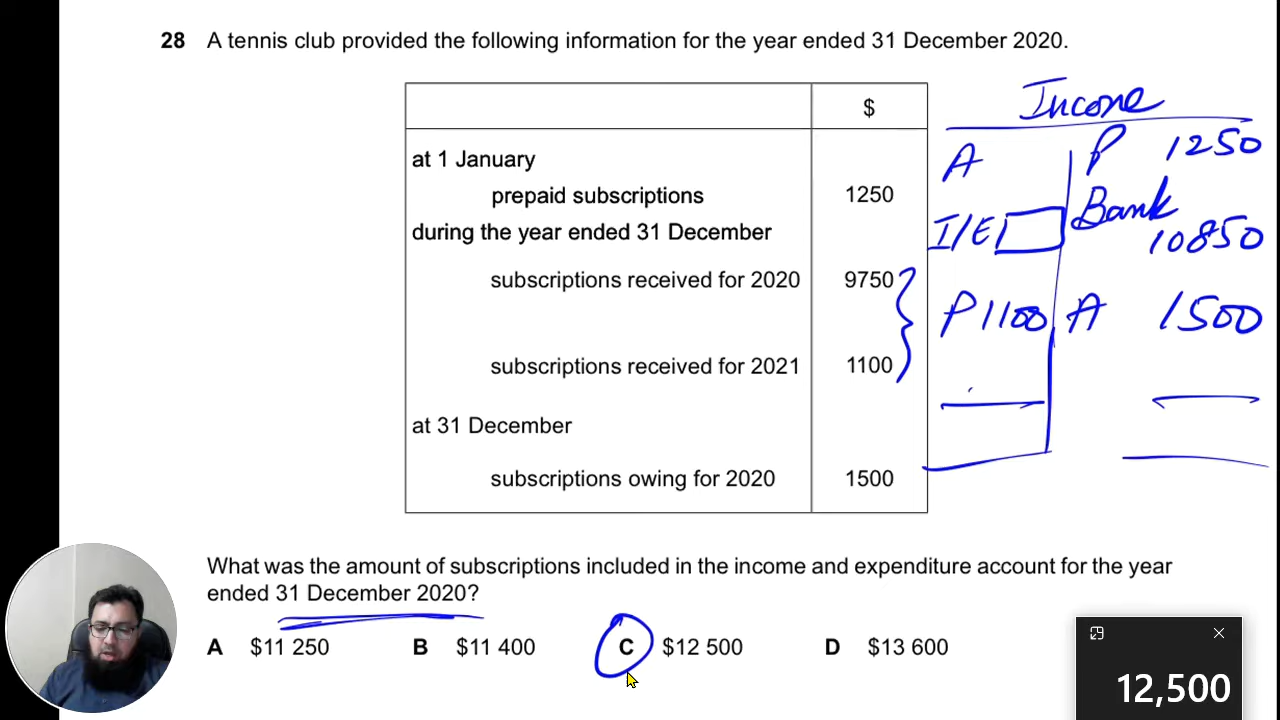 28 A tennis club provided the following information for the year ended 31 December 2020.
$
at 1 January
prepaid subscriptions 1250
during the year ended 31 December
subscriptions received for 2020 9750
subscriptions received for 2021 1100
at 31 December
subscriptions owing for 2020 1500
Income
A P 1250
I/E Bank 10850
P 1100 A 1500
What was the amount of subscriptions included in the income and expenditure account for the year
ended 31 December 2020?
A $11 250 B $11 400 C $12 500 D $13 600
12,500